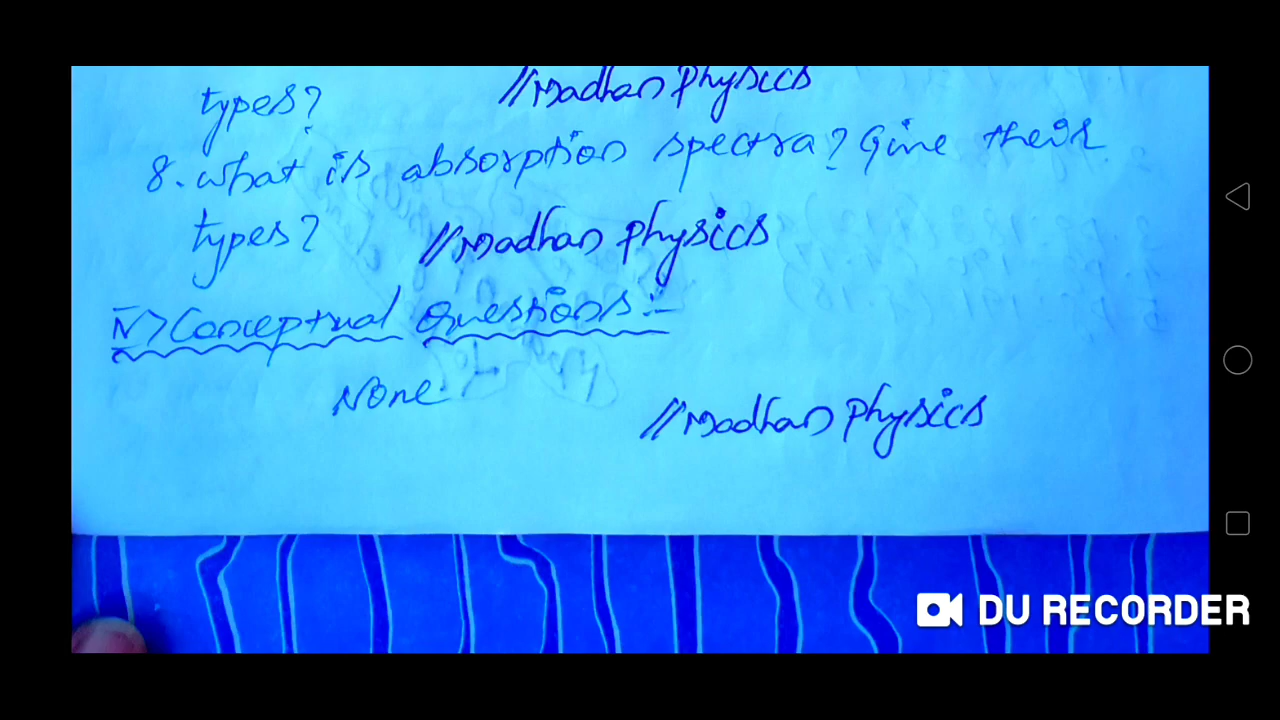 //Madhan physics
types?
8. what is absorption spectra? Give their
types? //Madhan physics
IV) Conceptual Questions:-
None.
//Madhan physics
DU RECORDER